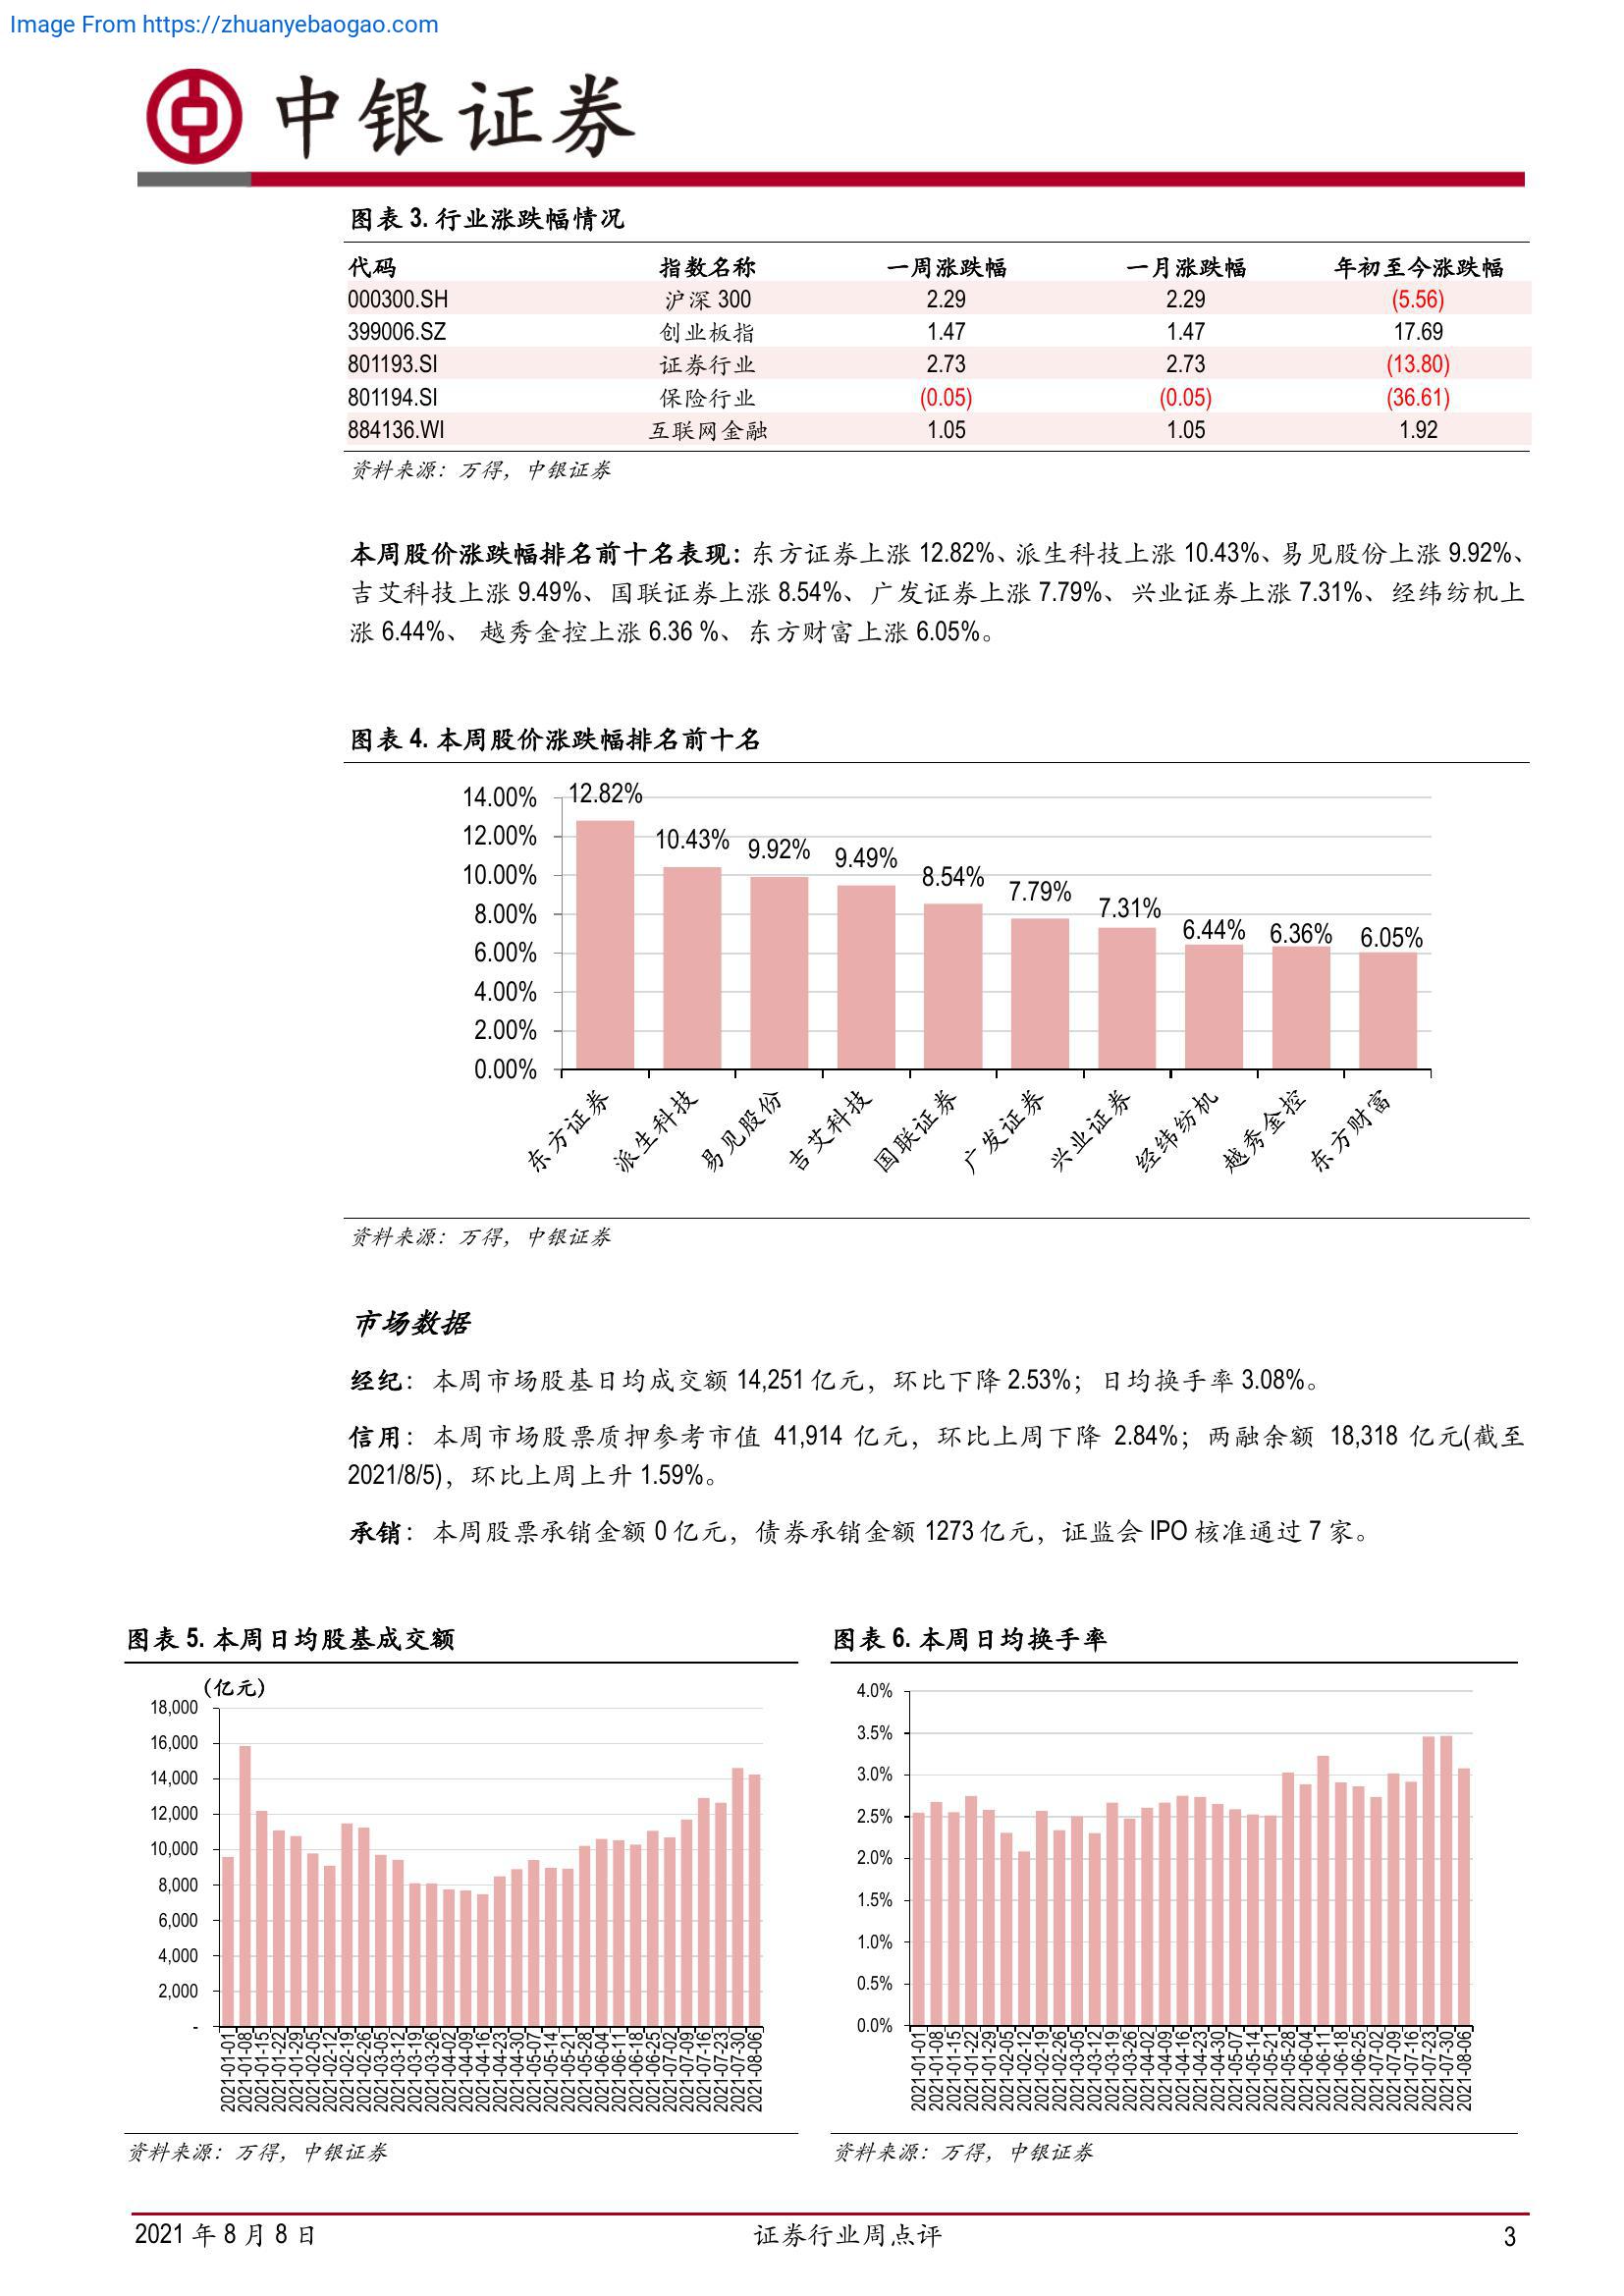 Image From https://zhuanyebaogao.com
中银证券
图表 3. 行业涨跌幅情况
代码 指数名称 一周涨跌幅 一月涨跌幅 年初至今涨跌幅
000300.SH 沪深 300 2.29 2.29 (5.56)
399006.SZ 创业板指 1.47 1.47 17.69
801193.SI 证券行业 2.73 2.73 (13.80)
801194.SI 保险行业 (0.05) (0.05) (36.61)
884136.WI 互联网金融 1.05 1.05 1.92
资料来源：万得，中银证券
本周股价涨跌幅排名前十名表现：东方证券上涨 12.82%、派生科技上涨 10.43%、易见股份上涨 9.92%、
吉艾科技上涨 9.49%、国联证券上涨 8.54%、广发证券上涨 7.79%、兴业证券上涨 7.31%、经纬纺机上
涨 6.44%、 越秀金控上涨 6.36 %、东方财富上涨 6.05%。
图表 4. 本周股价涨跌幅排名前十名
14.00%
12.00%
10.00%
8.00%
6.00%
4.00%
2.00%
0.00%
12.82%
10.43%
9.92%
9.49%
8.54%
7.79%
7.31%
6.44%
6.36%
6.05%
东方证券
派生科技
易见股份
吉艾科技
国联证券
广发证券
兴业证券
经纬纺机
越秀金控
东方财富
资料来源：万得，中银证券
市场数据
经纪：本周市场股基日均成交额 14,251 亿元，环比下降 2.53%；日均换手率 3.08%。
信用：本周市场股票质押参考市值 41,914 亿元，环比上周下降 2.84%；两融余额 18,318 亿元(截至
2021/8/5)，环比上周上升 1.59%。
承销：本周股票承销金额 0 亿元，债券承销金额 1273 亿元，证监会 IPO 核准通过 7 家。
图表 5. 本周日均股基成交额
(亿元)
18,000
16,000
14,000
12,000
10,000
8,000
6,000
4,000
2,000
-
2021-01-01
2021-01-08
2021-01-15
2021-01-22
2021-01-29
2021-02-05
2021-02-12
2021-02-19
2021-02-26
2021-03-05
2021-03-12
2021-03-19
2021-03-26
2021-04-02
2021-04-09
2021-04-16
2021-04-23
2021-04-30
2021-05-07
2021-05-14
2021-05-21
2021-05-28
2021-06-04
2021-06-11
2021-06-18
2021-06-25
2021-07-02
2021-07-09
2021-07-16
2021-07-23
2021-07-30
2021-08-06
资料来源：万得，中银证券
图表 6. 本周日均换手率
4.0%
3.5%
3.0%
2.5%
2.0%
1.5%
1.0%
0.5%
0.0%
2021-01-01
2021-01-08
2021-01-15
2021-01-22
2021-01-29
2021-02-05
2021-02-12
2021-02-19
2021-02-26
2021-03-05
2021-03-12
2021-03-19
2021-03-26
2021-04-02
2021-04-09
2021-04-16
2021-04-23
2021-04-30
2021-05-07
2021-05-14
2021-05-21
2021-05-28
2021-06-04
2021-06-11
2021-06-18
2021-06-25
2021-07-02
2021-07-09
2021-07-16
2021-07-23
2021-07-30
2021-08-06
资料来源：万得，中银证券
2021 年 8 月 8 日 证券行业周点评 3